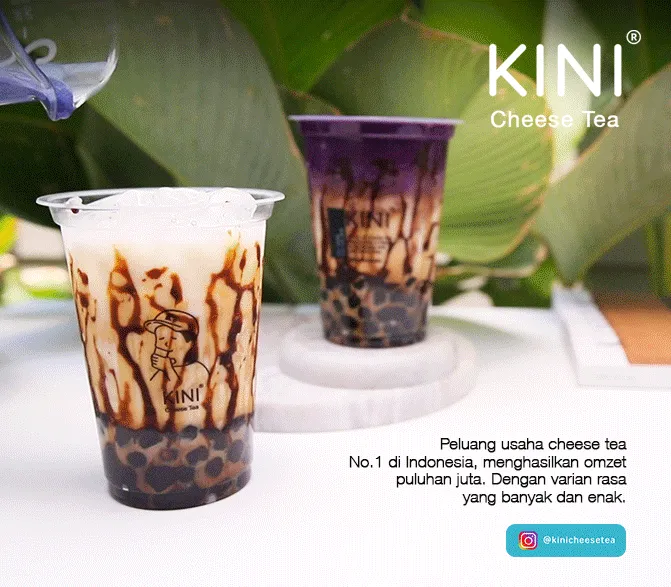 KINI®
Cheese Tea
KINI
KINI®
Cheese Tea
Peluang usaha cheese tea
No.1 di Indonesia, menghasilkan omzet
puluhan juta. Dengan varian rasa
yang banyak dan enak.
@kinicheesetea